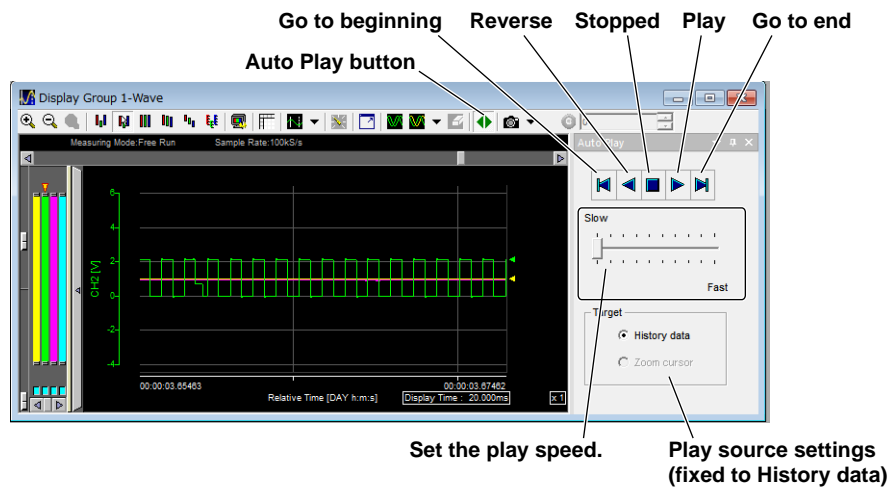 Go to beginning Reverse Stopped Play Go to end
Auto Play button
Display Group 1-Wave
Measuring Mode:Free Run Sample Rate:100kS/s
Auto Play
6
4
2
0
-2
-4
CH2 [V]
Slow
Fast
Target
History data
Zoom cursor
00:00:03.65463 00:00:03.67462
Relative Time [DAY h:m:s] Display Time : 20.000ms x 1
Set the play speed.
Play source settings
(fixed to History data)